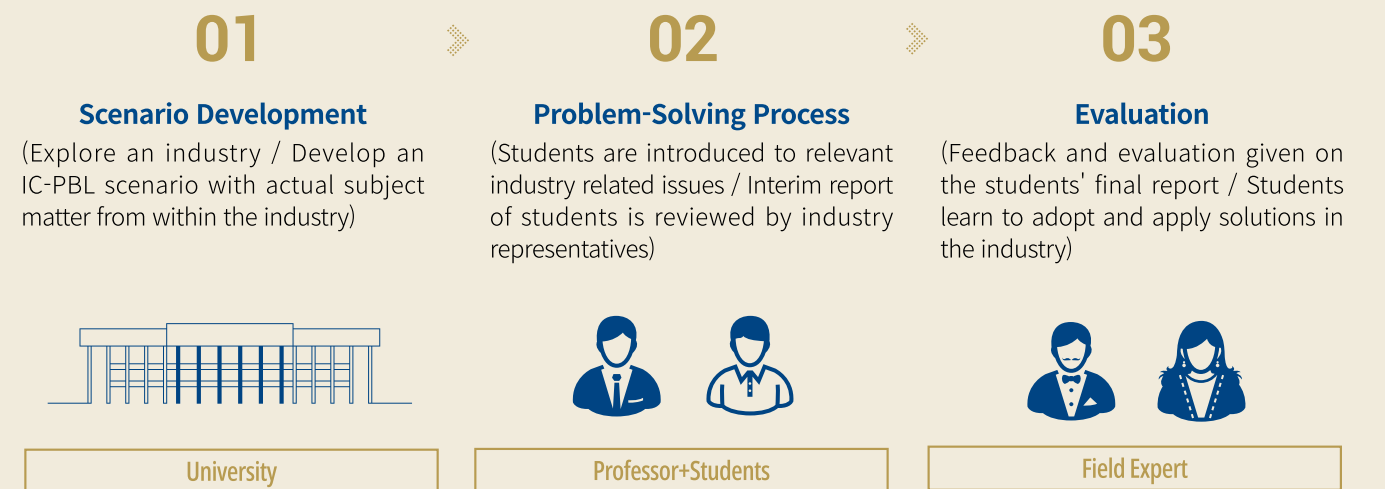 01
Scenario Development
(Explore an industry / Develop an
IC-PBL scenario with actual subject
matter from within the industry)
University
02
Problem-Solving Process
(Students are introduced to relevant
industry related issues / Interim report
of students is reviewed by industry
representatives)
Professor+Students
03
Evaluation
(Feedback and evaluation given on
the students' final report / Students
learn to adopt and apply solutions in
the industry)
Field Expert